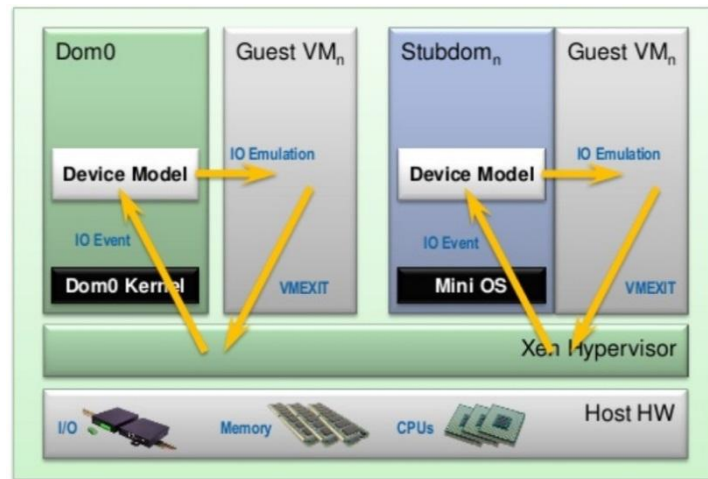 Dom0
Guest VMn
IO Emulation
Device Model
IO Event
Dom0 Kernel
VMEXIT
Stubdomn
Guest VMn
IO Emulation
Device Model
IO Event
Mini OS
VMEXIT
Xen Hypervisor
Host HW
I/O
Memory
CPUs